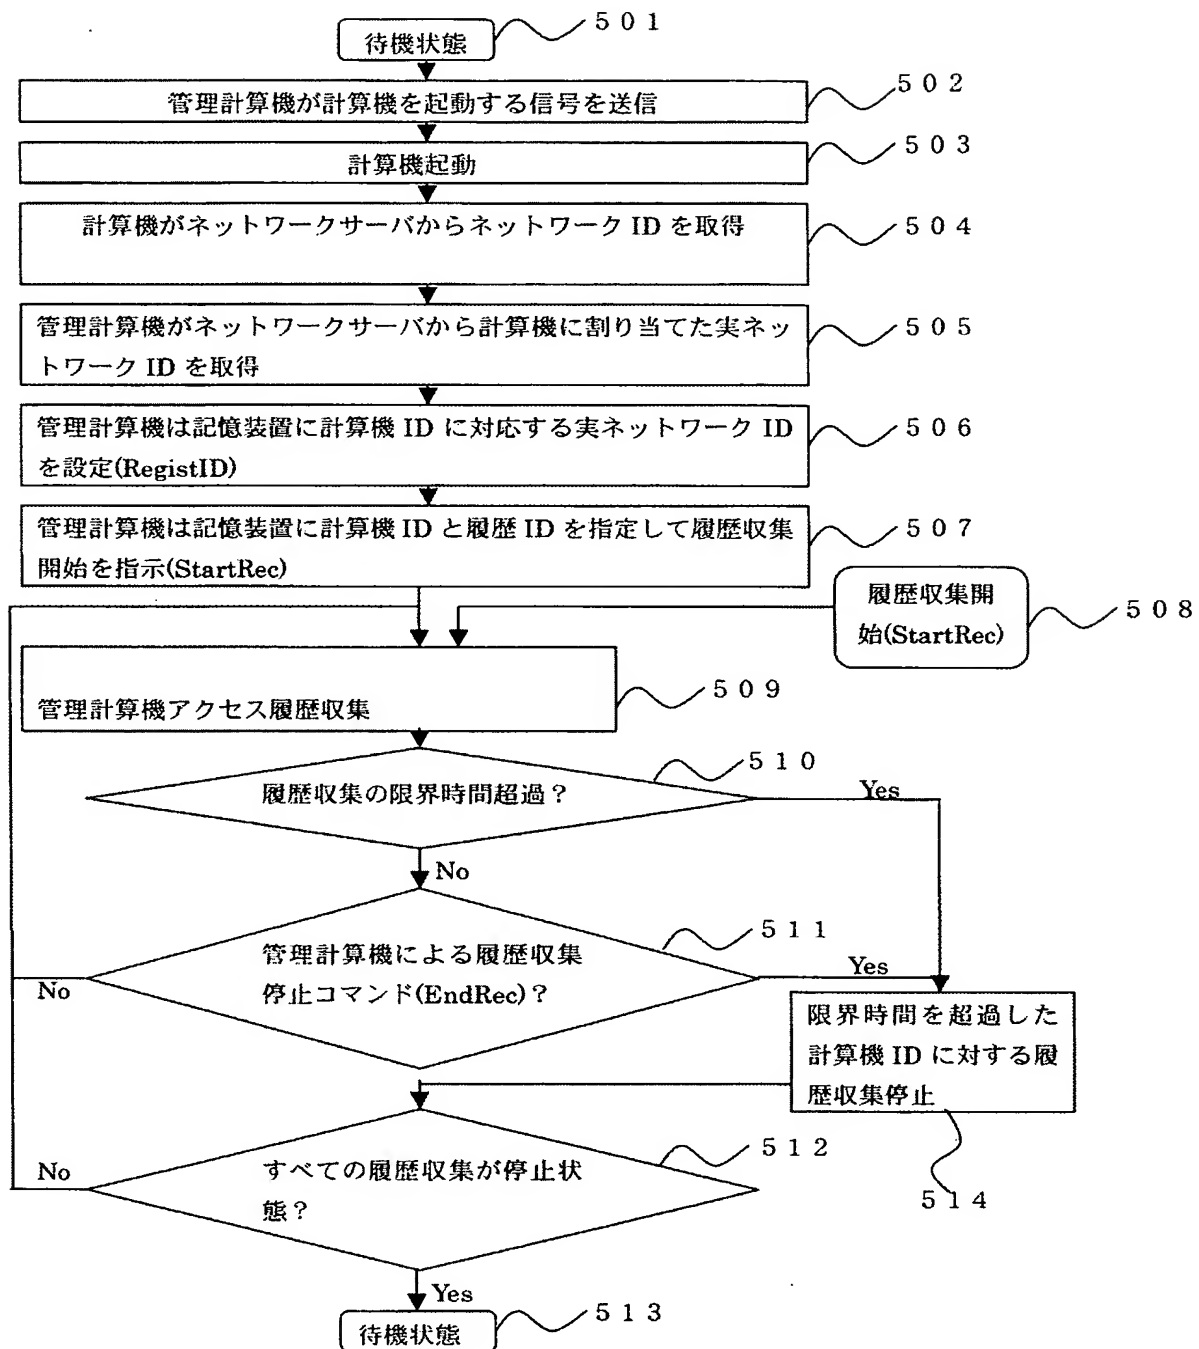 待機状態
５０１
管理計算機が計算機を起動する信号を送信
５０２
計算機起動
５０３
計算機がネットワークサーバからネットワーク ID を取得
５０４
管理計算機がネットワークサーバから計算機に割り当てた実ネッ
トワーク ID を取得
５０５
管理計算機は記憶装置に計算機 ID に対応する実ネットワーク ID
を設定(RegistID)
５０６
管理計算機は記憶装置に計算機 ID と履歴 ID を指定して履歴収集
開始を指示(StartRec)
５０７
履歴収集開
始(StartRec)
５０８
管理計算機アクセス履歴収集
５０９
履歴収集の限界時間超過？
５１０
Yes
No
管理計算機による履歴収集
停止コマンド(EndRec)？
５１１
Yes
No
限界時間を超過した
計算機 ID に対する履
歴収集停止
５１４
すべての履歴収集が停止状
態？
５１２
No
Yes
待機状態
５１３